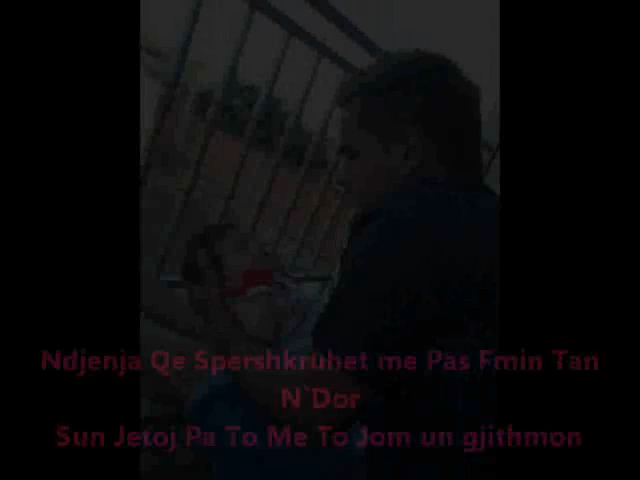 Ndjenja Qe Spershkruhet me Pas Fmin Tan
N`Dor
Sun Jetoj Pa To Me To Jom un gjithmon